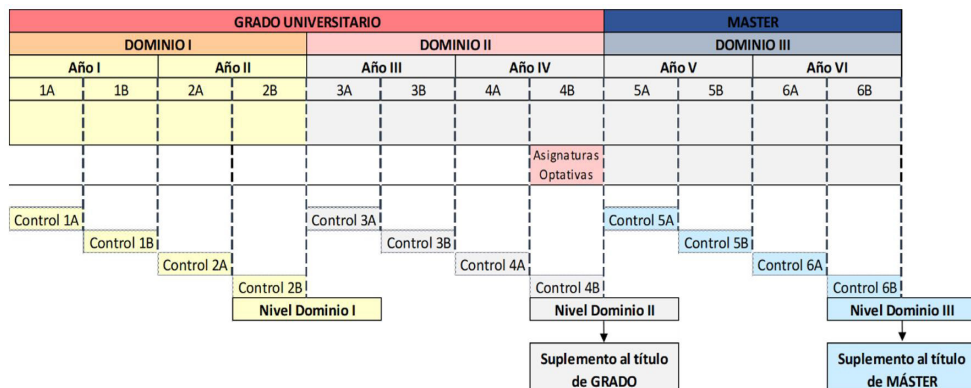 GRADO UNIVERSITARIO MASTER
DOMINIO I DOMINIO II DOMINIO III
Año I Año II Año III Año IV Año V Año VI
1A 1B 2A 2B 3A 3B 4A 4B 5A 5B 6A 6B
Asignaturas
Optativas
Control 1A Control 3A Control 5A
Control 1B Control 3B Control 5B
Control 2A Control 4A Control 6A
Control 2B Control 4B Control 6B
Nivel Dominio I Nivel Dominio II Nivel Dominio III
Suplemento al título Suplemento al título
de GRADO de MÁSTER